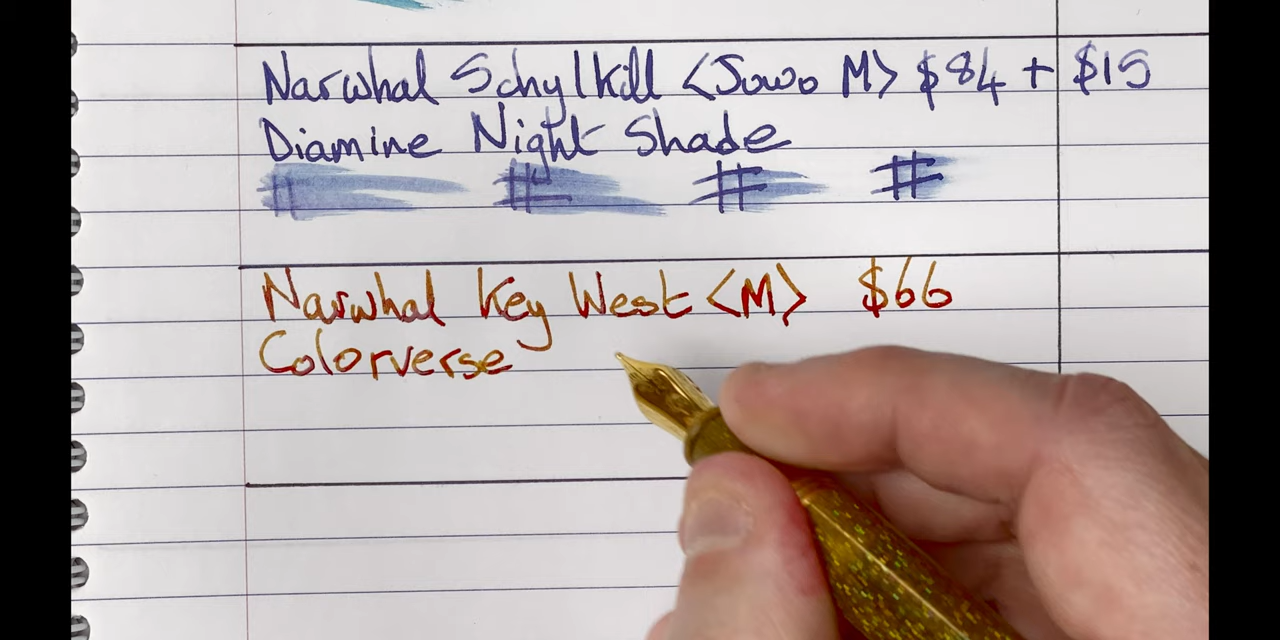 Narwhal Schylkill <Jowo M> $84 + $15
Diamine Night Shade
# # # #
Narwhal Key West <M> $66
Colorverse